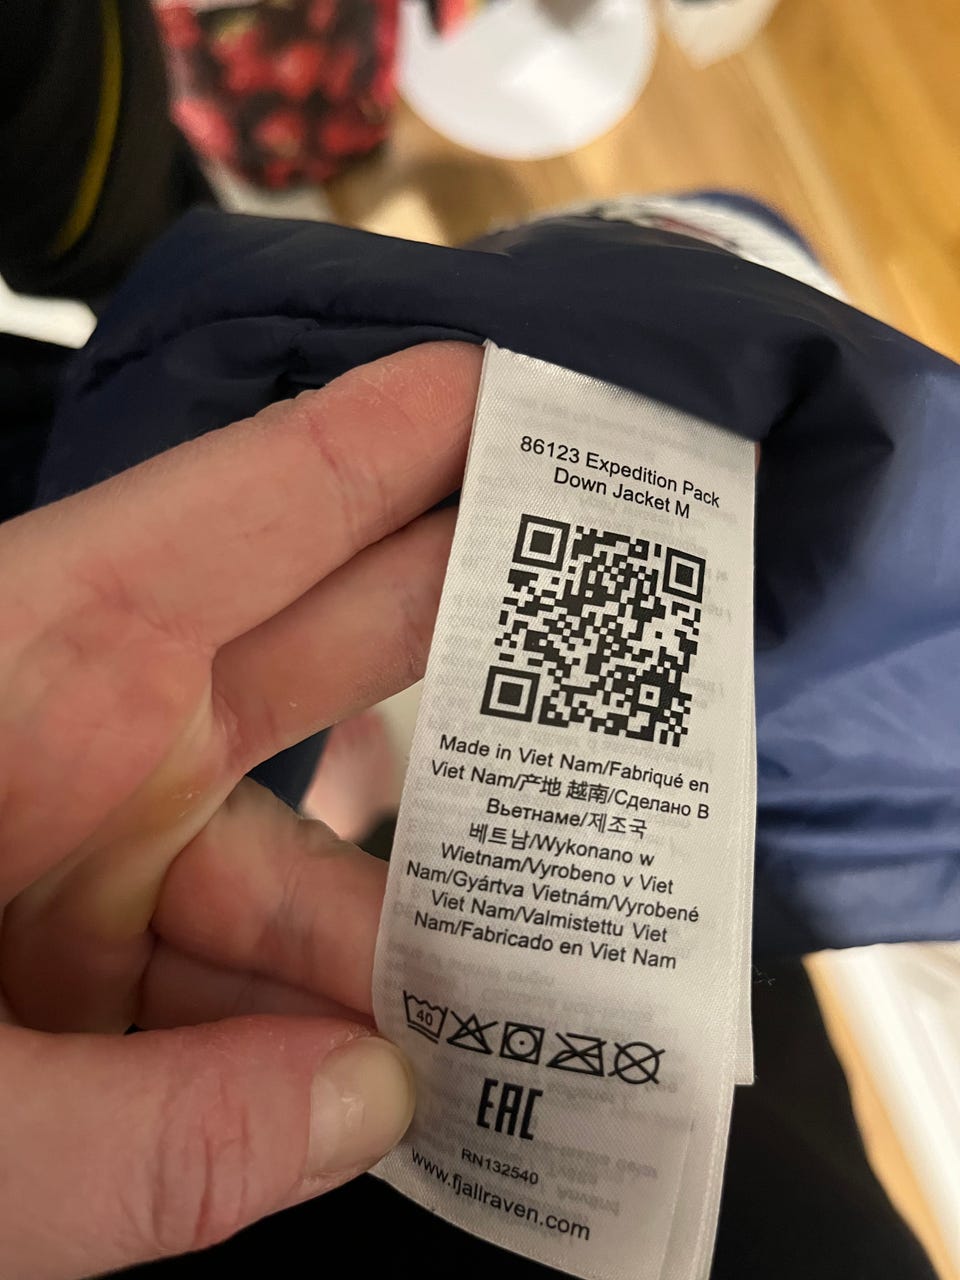 86123 Expedition Pack
Down Jacket M
Made in Viet Nam/Fabriqué en
Viet Nam/产地 越南/Сделано В
Вьетнаме/제조국
베트남/Wykonano w
Wietnam/Vyrobeno v Viet
Nam/Gyártva Vietnám/Vyrobené
Viet Nam/Valmistettu Viet
Nam/Fabricado en Viet Nam
40
EAC
RN132540
www.fjallraven.com